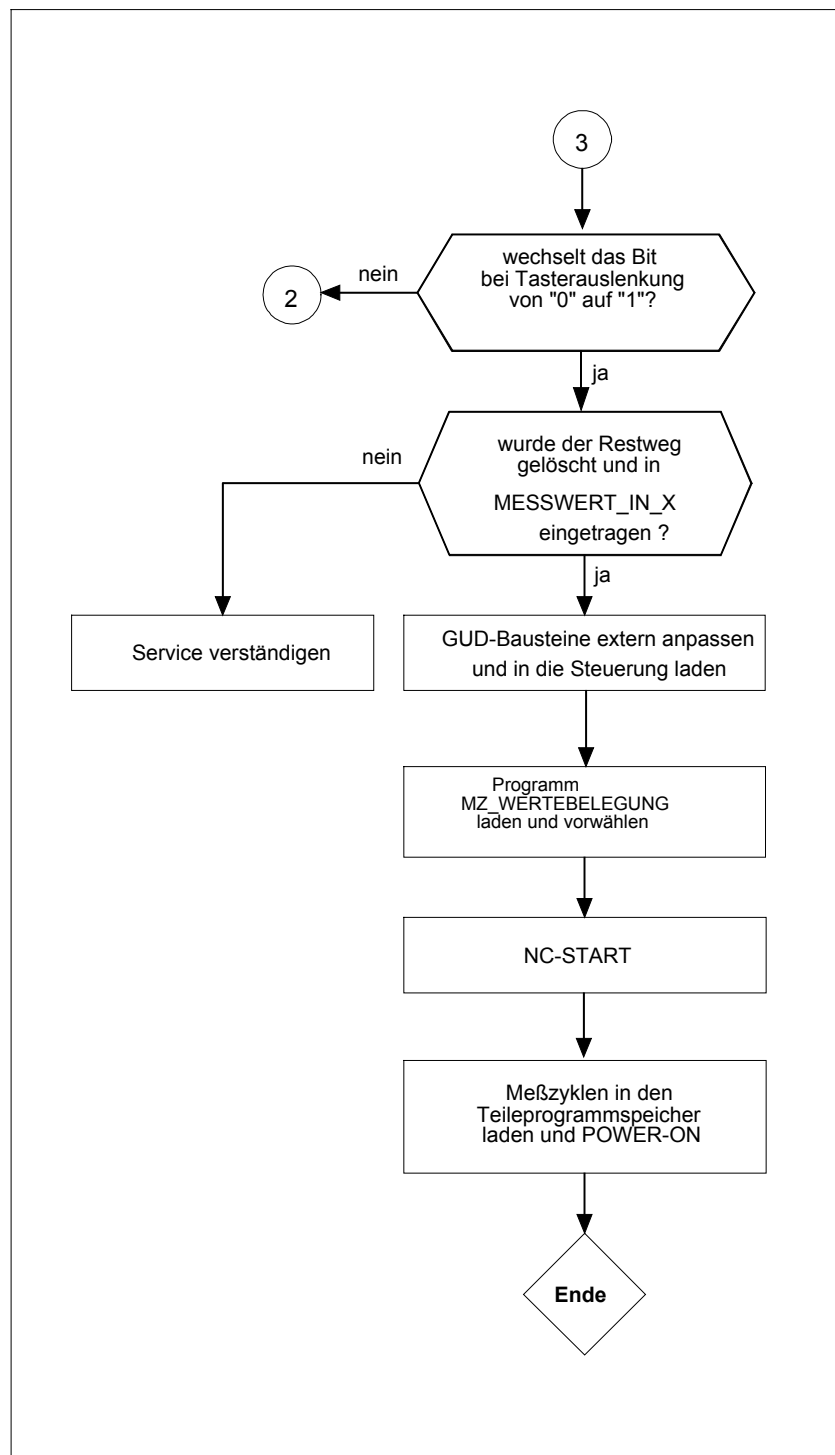 3
wechselt das Bit
bei Tasterauslenkung
von "0" auf "1"?
nein
2
ja
wurde der Restweg
gelöscht und in
MESSWERT_IN_X
eingetragen ?
nein
ja
Service verständigen
GUD-Bausteine extern anpassen
und in die Steuerung laden
Programm
MZ_WERTEBELEGUNG
laden und vorwählen
NC-START
Meßzyklen in den
Teileprogrammspeicher
laden und POWER-ON
Ende